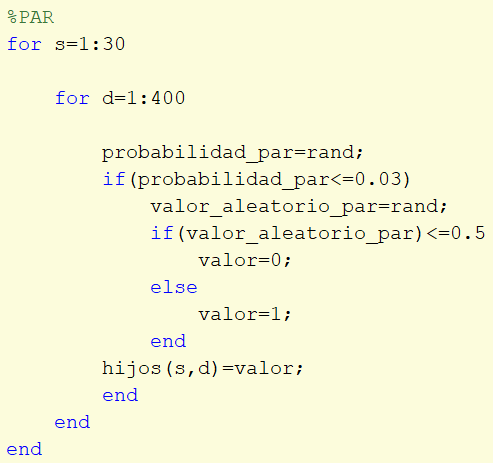 %PAR
for s=1:30
for d=1:400
probabilidad_par=rand;
if(probabilidad_par<=0.03)
valor_aleatorio_par=rand;
if(valor_aleatorio_par)<=0.5
valor=0;
else
valor=1;
end
hijos(s,d)=valor;
end
end
end